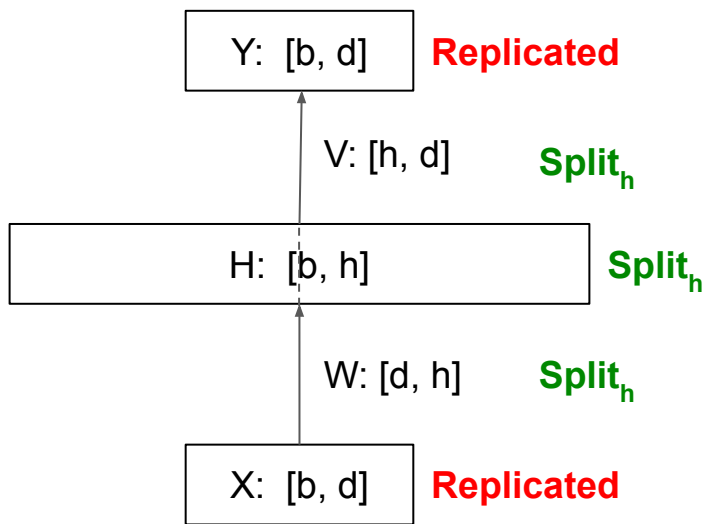 Y: [b, d] Replicated
V: [h, d] Split_h
H: [b, h] Split_h
W: [d, h] Split_h
X: [b, d] Replicated